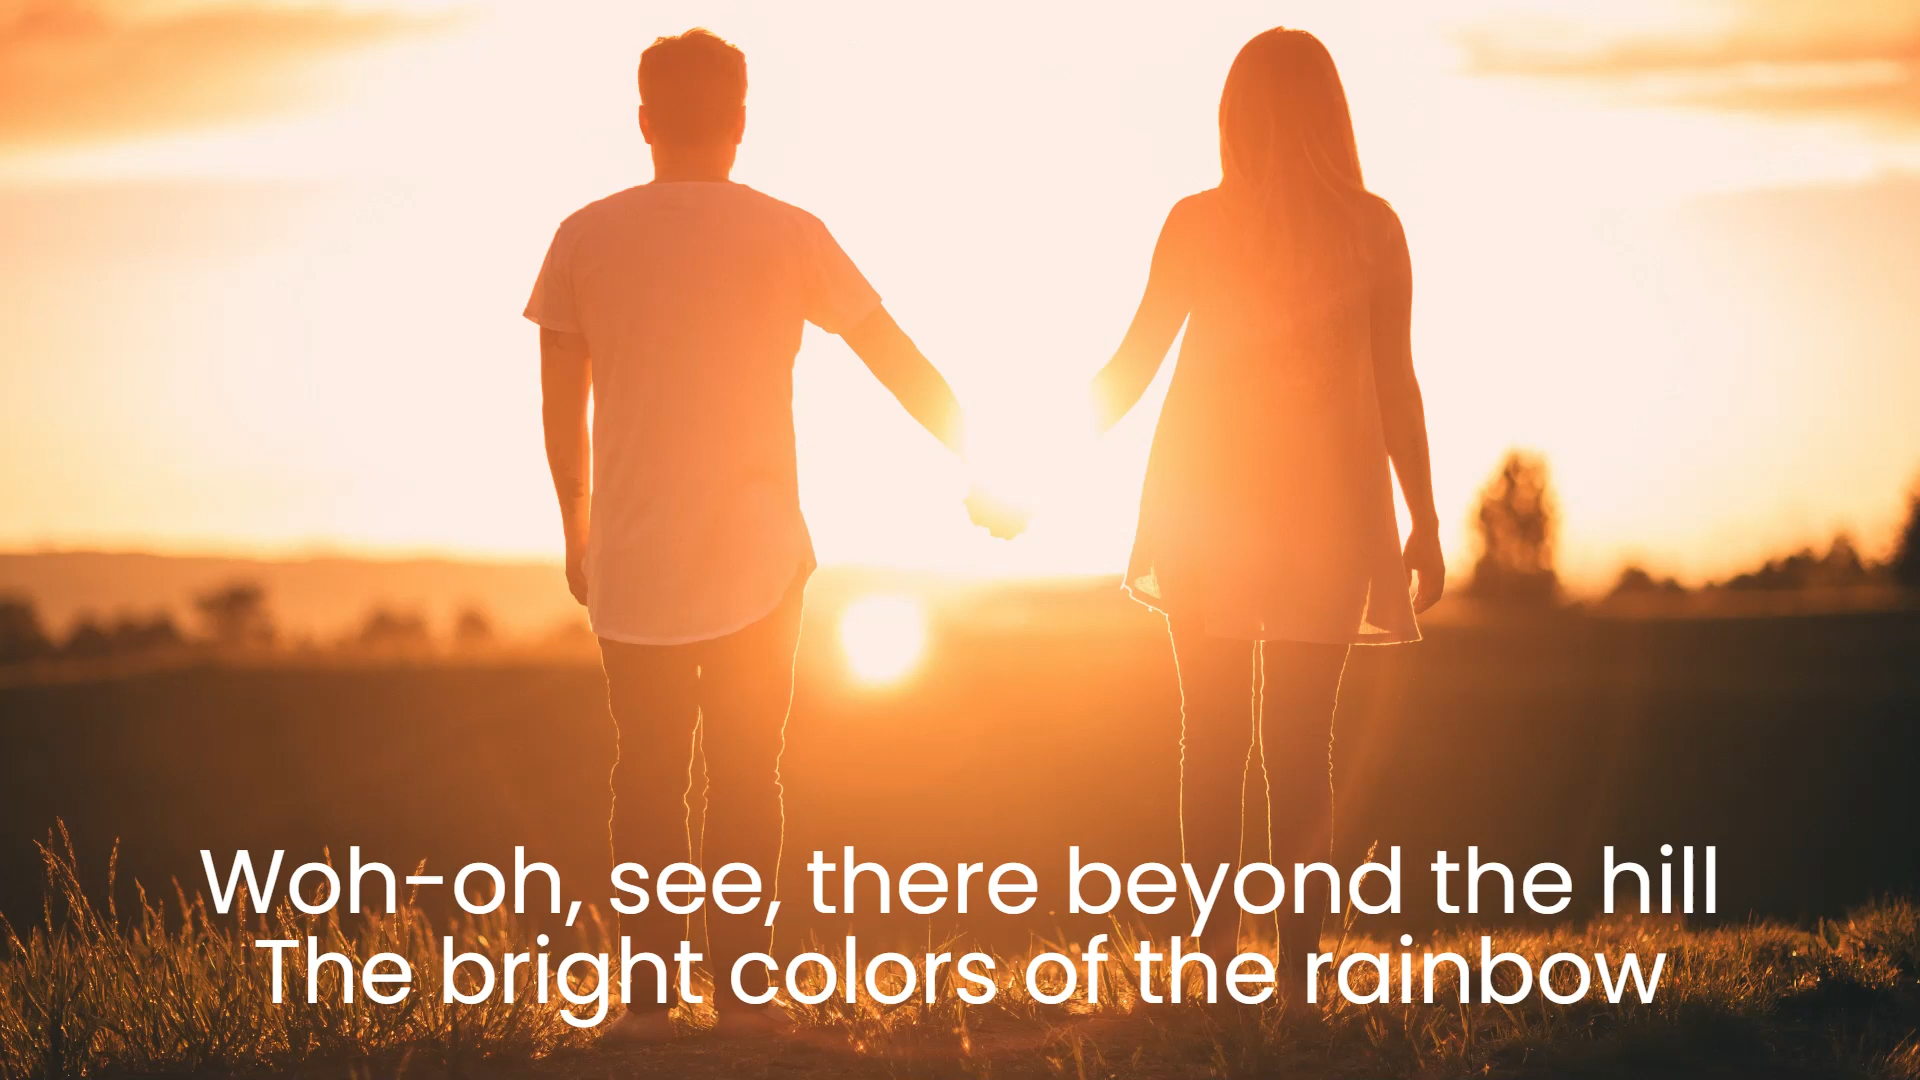 Woh-oh, see, there beyond the hill
The bright colors of the rainbow